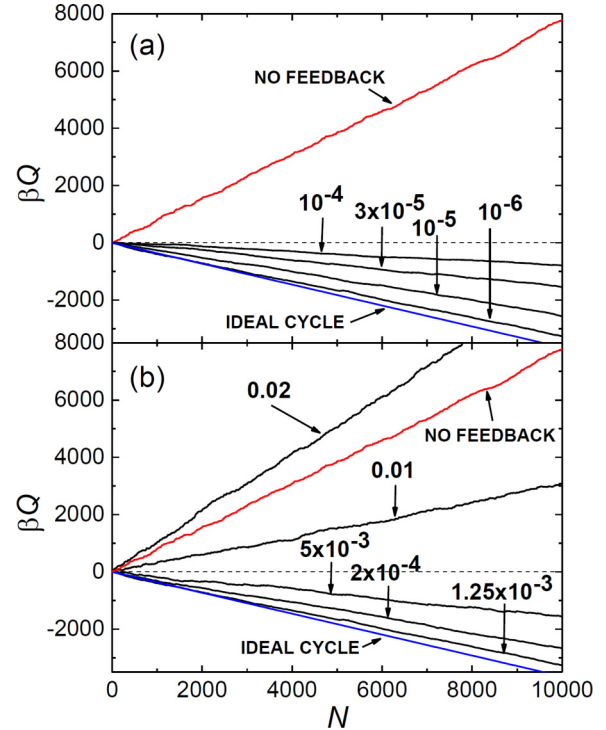 (a)
8000
6000
4000
2000
0
-2000
βQ
NO FEEDBACK
10-4
3x10-5
10-5
10-6
IDEAL CYCLE
(b)
8000
6000
4000
2000
0
-2000
βQ
0.02
NO FEEDBACK
0.01
5x10-3
2x10-4
1.25x10-3
IDEAL CYCLE
0 2000 4000 6000 8000 10000
N